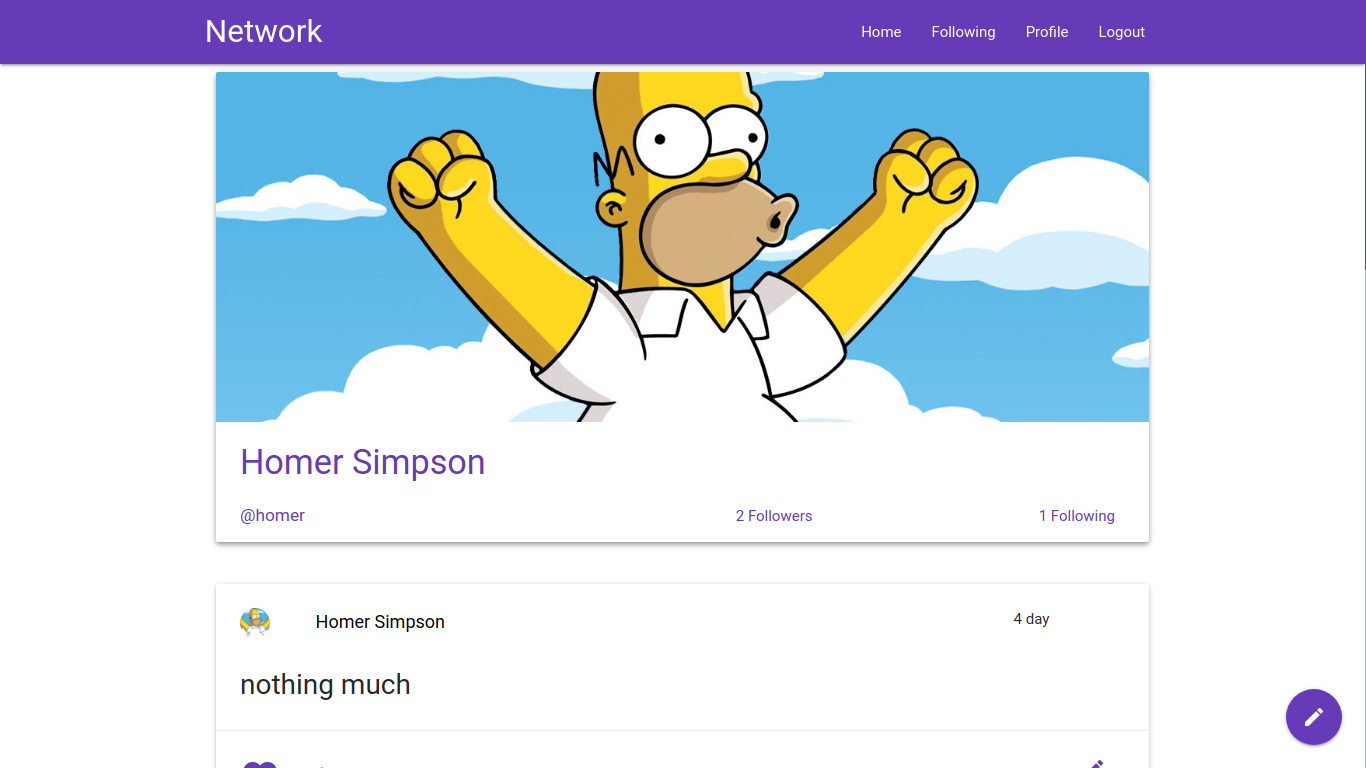 Network
Home Following Profile Logout
Homer Simpson
@homer 2 Followers 1 Following
Homer Simpson 4 day
nothing much